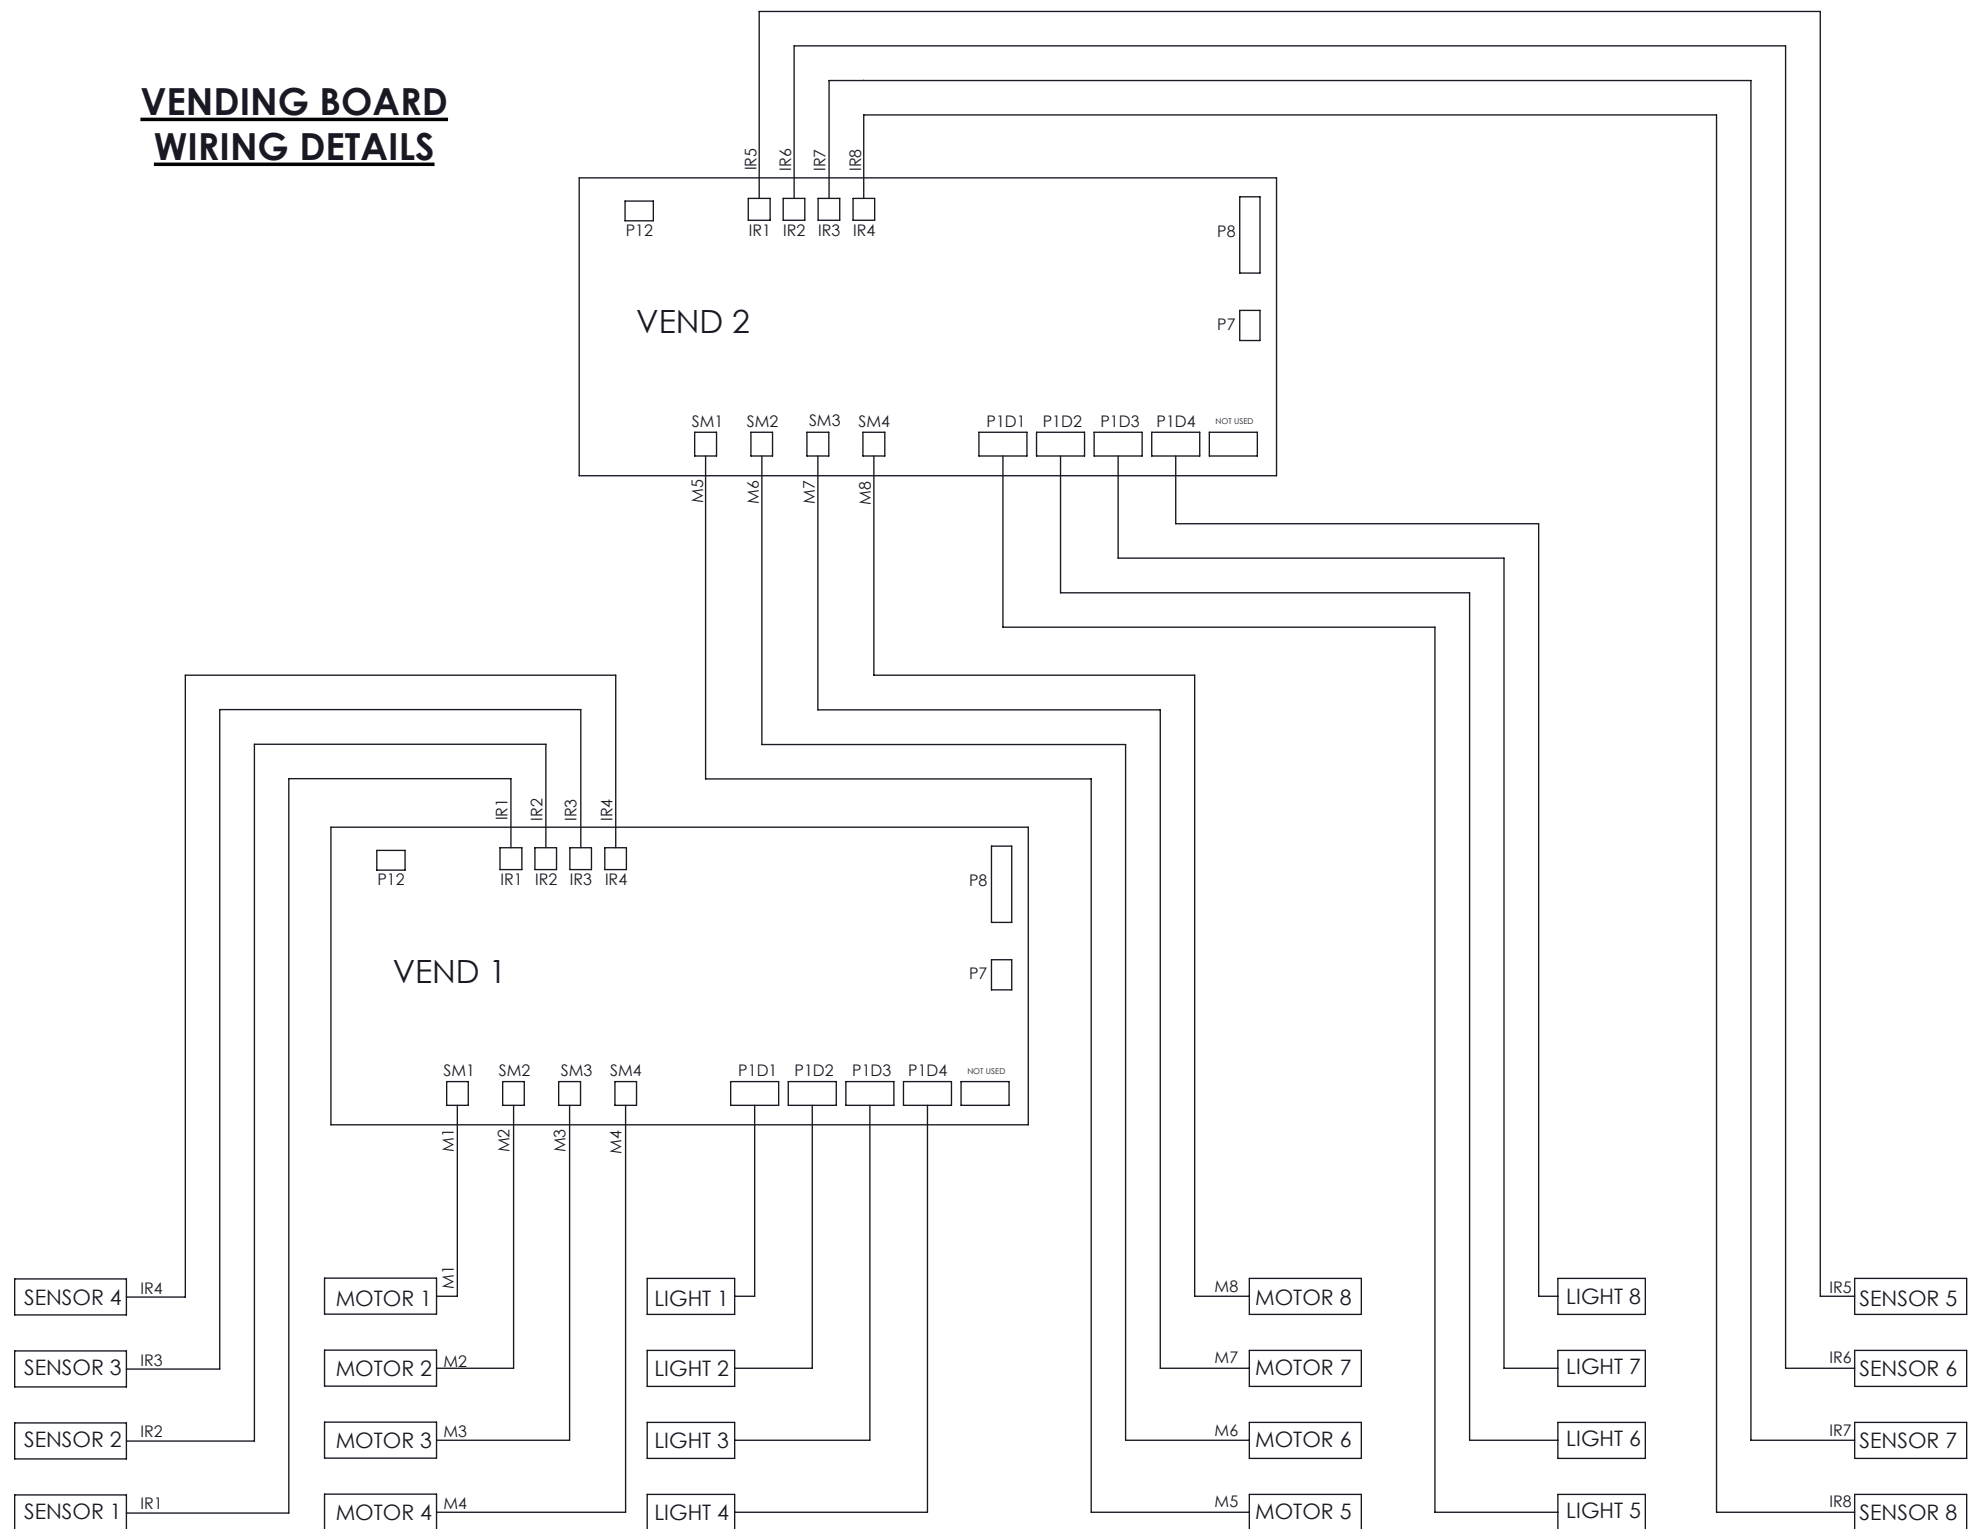 VENDING BOARD
WIRING DETAILS
IR5 IR6 IR7 IR8
P12 IR1 IR2 IR3 IR4 P8
VEND 2 P7
SM1 SM2 SM3 SM4 P1D1 P1D2 P1D3 P1D4 NOT USED
M5 M6 M7 M8
IR1 IR2 IR3 IR4
P12 IR1 IR2 IR3 IR4 P8
VEND 1 P7
SM1 SM2 SM3 SM4 P1D1 P1D2 P1D3 P1D4 NOT USED
M1 M2 M3 M4
SENSOR 4 IR4 MOTOR 1 M1 LIGHT 1 M8 MOTOR 8 LIGHT 8 IR5 SENSOR 5
SENSOR 3 IR3 MOTOR 2 M2 LIGHT 2 M7 MOTOR 7 LIGHT 7 IR6 SENSOR 6
SENSOR 2 IR2 MOTOR 3 M3 LIGHT 3 M6 MOTOR 6 LIGHT 6 IR7 SENSOR 7
SENSOR 1 IR1 MOTOR 4 M4 LIGHT 4 M5 MOTOR 5 LIGHT 5 IR8 SENSOR 8